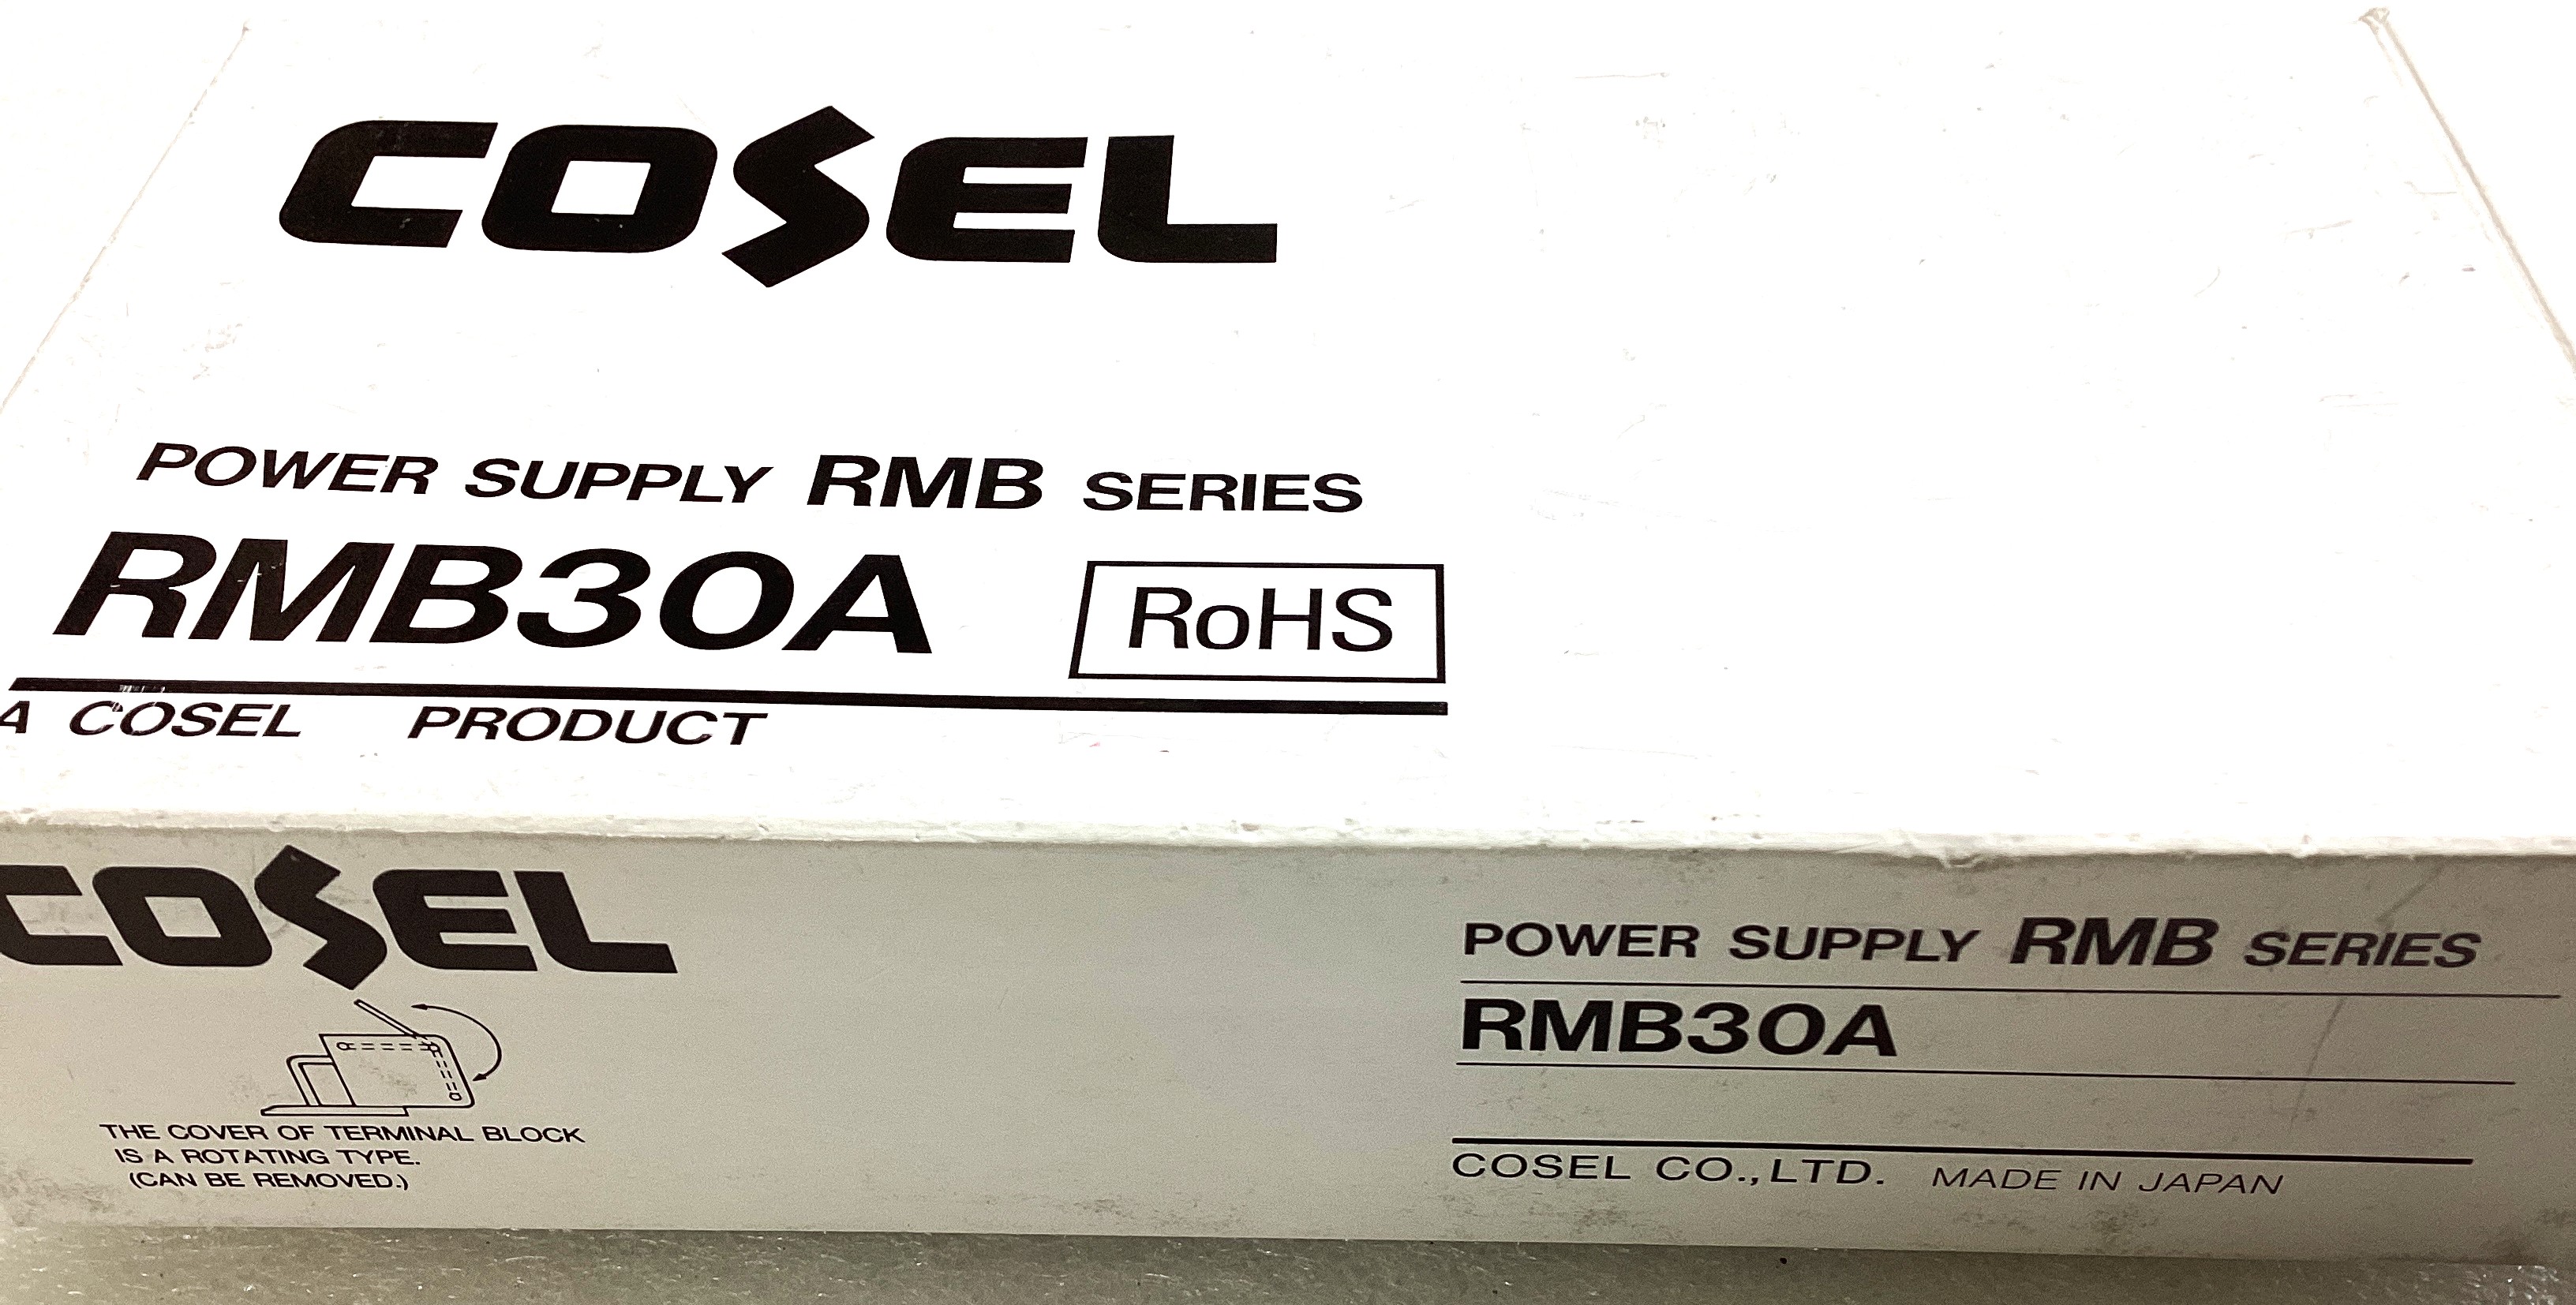 COSEL
POWER SUPPLY RMB SERIES
RMB30A RoHS
A COSEL PRODUCT
COSEL
THE COVER OF TERMINAL BLOCK
IS A ROTATING TYPE.
(CAN BE REMOVED.)
POWER SUPPLY RMB SERIES
RMB30A
COSEL CO.,LTD. MADE IN JAPAN